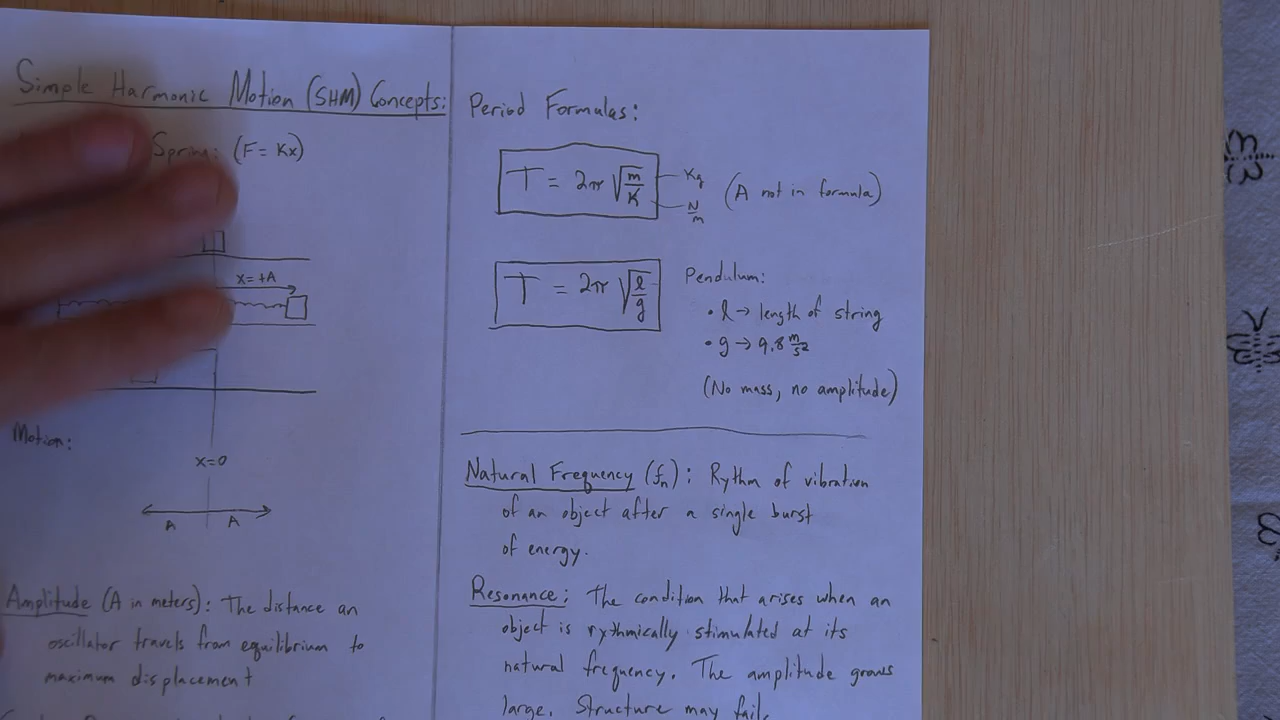 Simple Harmonic Motion (SHM) Concepts:
Spring: (F = Kx)
x=+A
Motion:
x=0
A A
Amplitude (A in meters): The distance an
oscillator travels from equilibrium to
maximum displacement
Period Formulas:
T = 2π √(m/K) Kg N/m (A not in formula)
T = 2π √(l/g) Pendulum:
• l → length of string
• g → 9.8 m/s²
(No mass, no amplitude)
Natural Frequency (fn): Rythm of vibration
of an object after a single burst
of energy.
Resonance: The condition that arises when an
object is rythmically stimulated at its
natural frequency. The amplitude grows
large. Structure may fail.